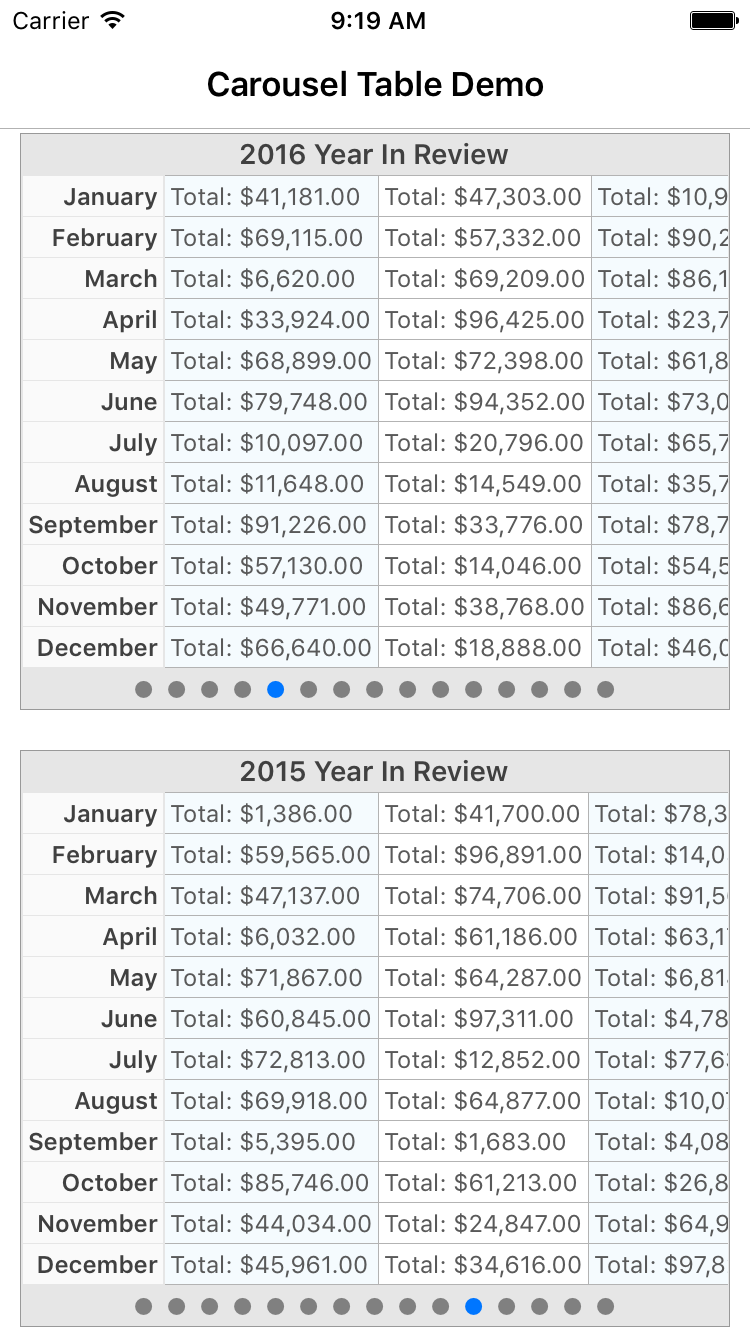 Carrier 9:19 AM
Carousel Table Demo
2016 Year In Review
January Total: $41,181.00 Total: $47,303.00 Total: $10,9
February Total: $69,115.00 Total: $57,332.00 Total: $90,2
March Total: $6,620.00 Total: $69,209.00 Total: $86,1
April Total: $33,924.00 Total: $96,425.00 Total: $23,7
May Total: $68,899.00 Total: $72,398.00 Total: $61,8
June Total: $79,748.00 Total: $94,352.00 Total: $73,0
July Total: $10,097.00 Total: $20,796.00 Total: $65,7
August Total: $11,648.00 Total: $14,549.00 Total: $35,7
September Total: $91,226.00 Total: $33,776.00 Total: $78,7
October Total: $57,130.00 Total: $14,046.00 Total: $54,5
November Total: $49,771.00 Total: $38,768.00 Total: $86,6
December Total: $66,640.00 Total: $18,888.00 Total: $46,0
2015 Year In Review
January Total: $1,386.00 Total: $41,700.00 Total: $78,3
February Total: $59,565.00 Total: $96,891.00 Total: $14,0
March Total: $47,137.00 Total: $74,706.00 Total: $91,5
April Total: $6,032.00 Total: $61,186.00 Total: $63,1
May Total: $71,867.00 Total: $64,287.00 Total: $6,81
June Total: $60,845.00 Total: $97,311.00 Total: $4,78
July Total: $72,813.00 Total: $12,852.00 Total: $77,6
August Total: $69,918.00 Total: $64,877.00 Total: $10,0
September Total: $5,395.00 Total: $1,683.00 Total: $4,08
October Total: $85,746.00 Total: $61,213.00 Total: $26,8
November Total: $44,034.00 Total: $24,847.00 Total: $64,9
December Total: $45,961.00 Total: $34,616.00 Total: $97,8